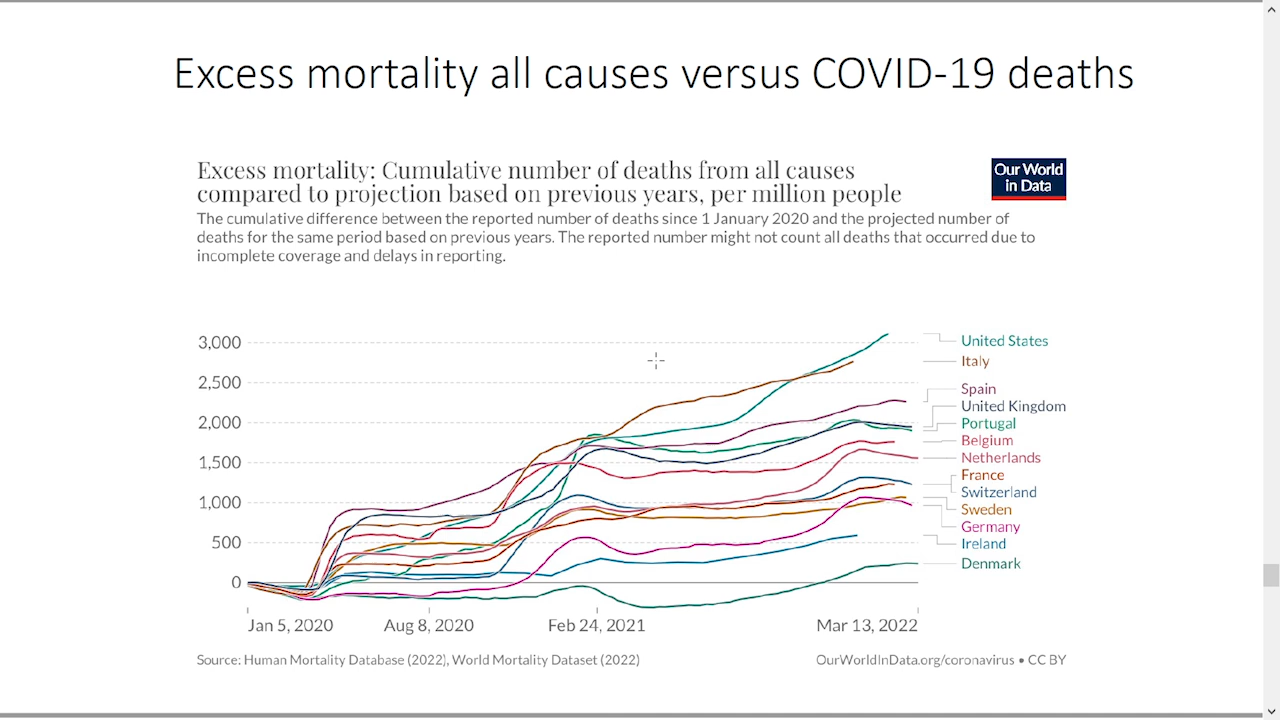 Excess mortality all causes versus COVID-19 deaths
Excess mortality: Cumulative number of deaths from all causes
compared to projection based on previous years, per million people
Our World
in Data
The cumulative difference between the reported number of deaths since 1 January 2020 and the projected number of
deaths for the same period based on previous years. The reported number might not count all deaths that occurred due to
incomplete coverage and delays in reporting.
3,000
2,500
2,000
1,500
1,000
500
0
United States
Italy
Spain
United Kingdom
Portugal
Belgium
Netherlands
France
Switzerland
Sweden
Germany
Ireland
Denmark
Jan 5, 2020
Aug 8, 2020
Feb 24, 2021
Mar 13, 2022
Source: Human Mortality Database (2022), World Mortality Dataset (2022)
OurWorldInData.org/coronavirus • CC BY